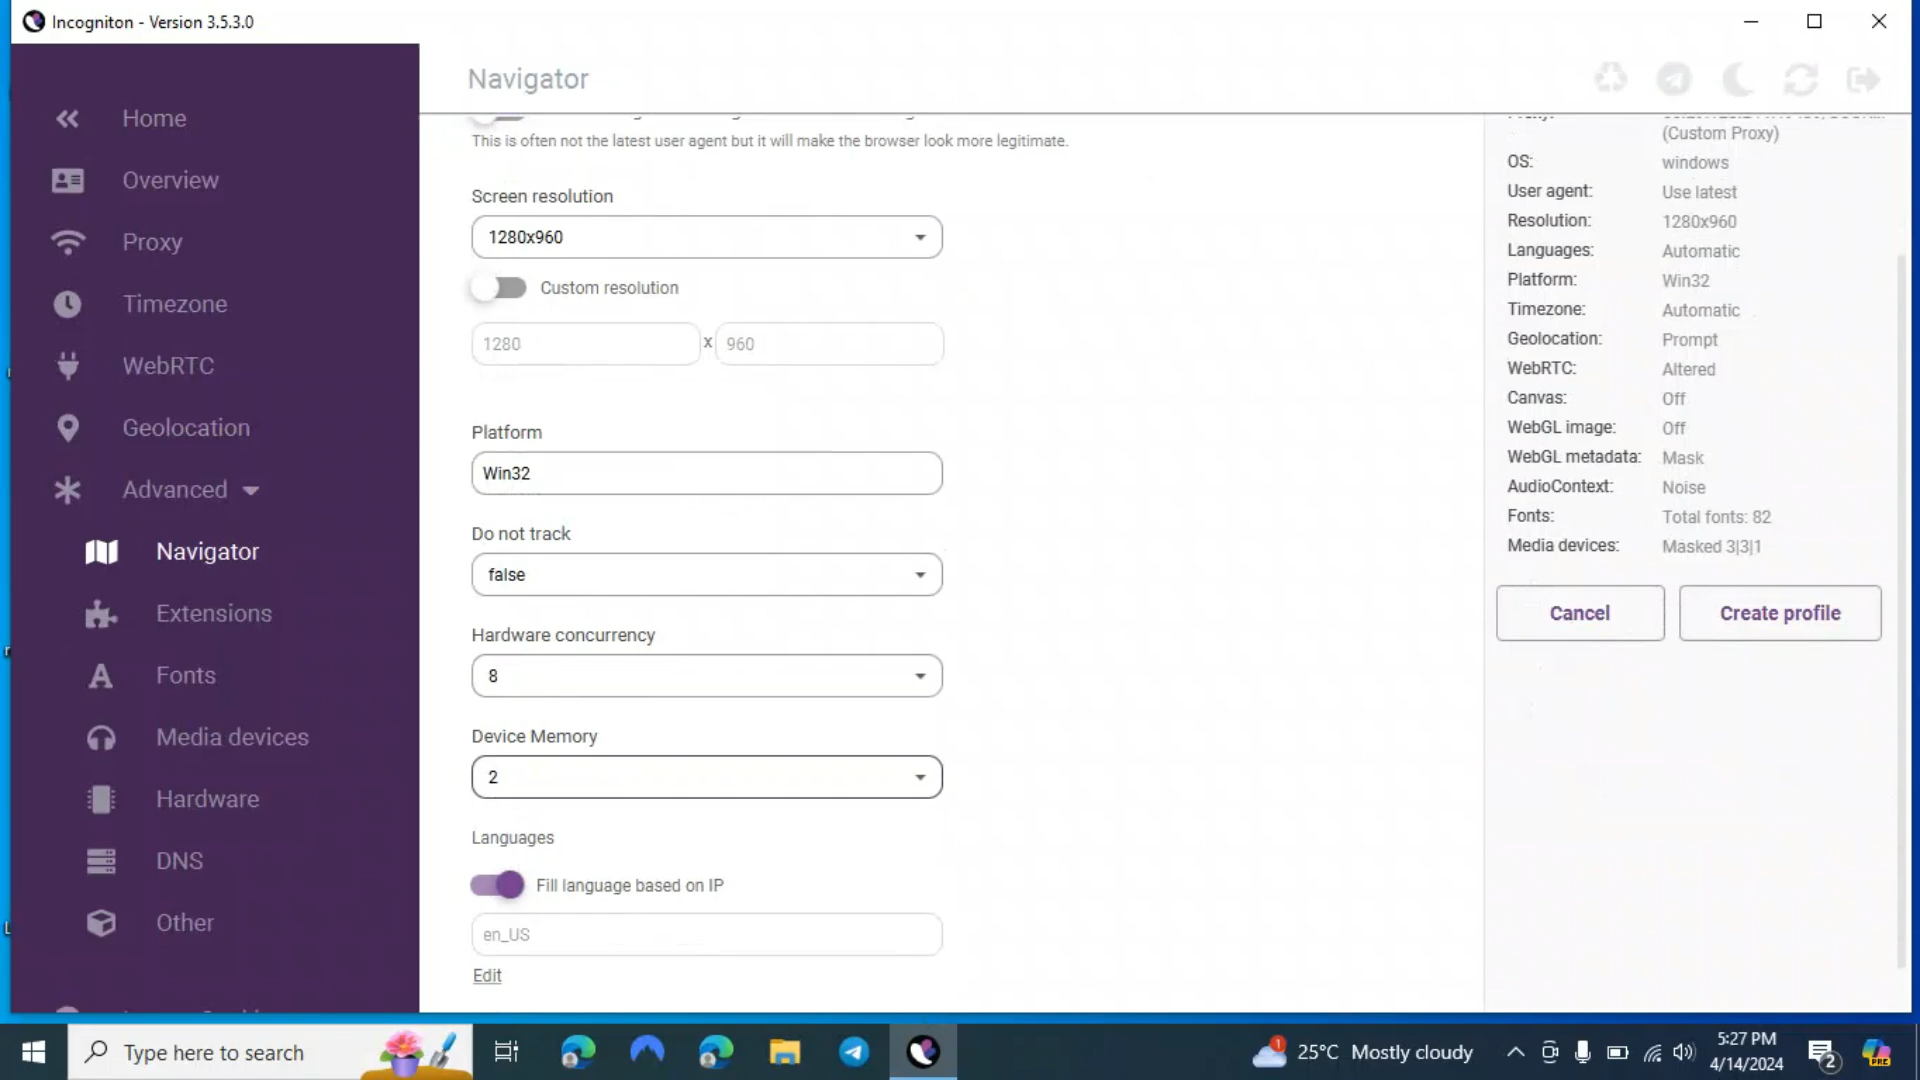 Incogniton - Version 3.5.3.0
Home
Overview
Proxy
Timezone
WebRTC
Geolocation
Advanced
Navigator
Extensions
Fonts
Media devices
Hardware
DNS
Other
Navigator
This is often not the latest user agent but it will make the browser look more legitimate.
Screen resolution
1280x960
Custom resolution
1280 x 960
Platform
Win32
Do not track
false
Hardware concurrency
8
Device Memory
2
Languages
Fill language based on IP
en_US
Edit
(Custom Proxy)
OS: windows
User agent: Use latest
Resolution: 1280x960
Languages: Automatic
Platform: Win32
Timezone: Automatic
Geolocation: Prompt
WebRTC: Altered
Canvas: Off
WebGL image: Off
WebGL metadata: Mask
AudioContext: Noise
Fonts: Total fonts: 82
Media devices: Masked 3|3|1
Cancel
Create profile
Type here to search
1
25°C Mostly cloudy
5:27 PM
4/14/2024
2
PRE